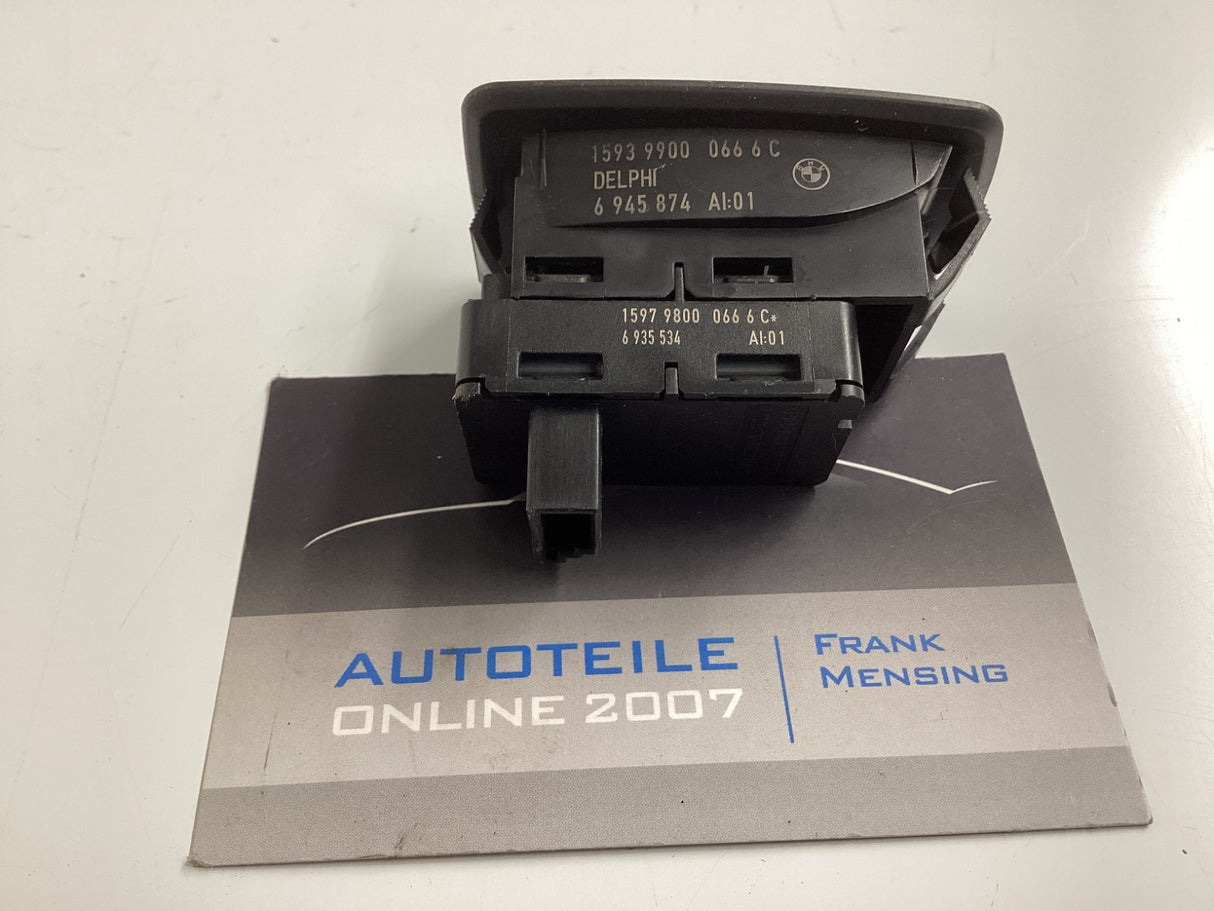 1593 9900 066 6 C
DELPHI
6 945 874 AI:01
BMW
1597 9800 066 6 C*
6 935 534 AI:01
AUTOTEILE
ONLINE 2007
FRANK
MENSING